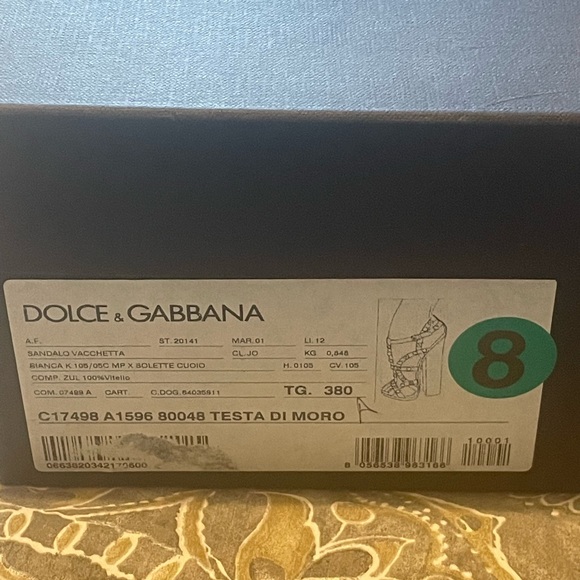 DOLCE & GABBANA
A.F. ST. 20141 MAR. 01 LI. 12
SANDALO VACCHETTA CL. JO KG 0,848
BIANCA K.105/05C MP X SOLETTE CUOIO H. 0105 CV. 105
COMP. ZUL 100%Vitello
COM. 07489 A CART. C.DOG. 64035911 TG. 380
C17498 A1596 80048 TESTA DI MORO
10001
8 056538 963166
8